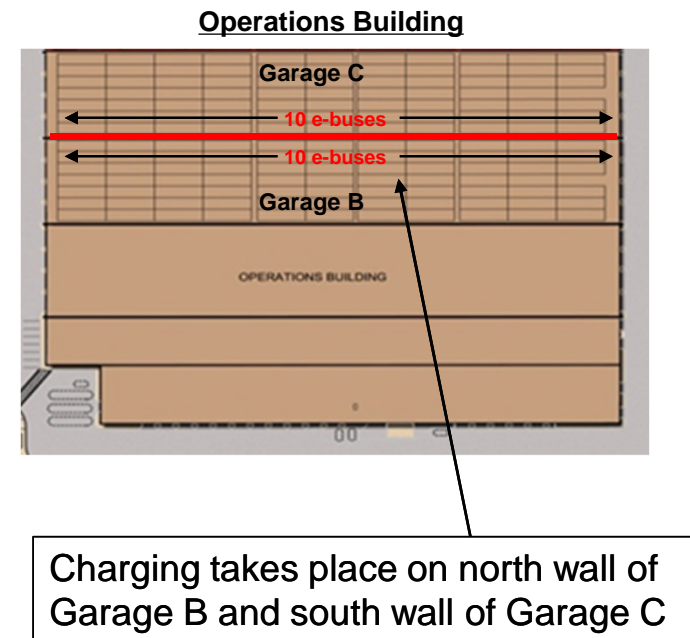 Operations Building
Garage C
10 e-buses
10 e-buses
Garage B
OPERATIONS BUILDING
Charging takes place on north wall of
Garage B and south wall of Garage C